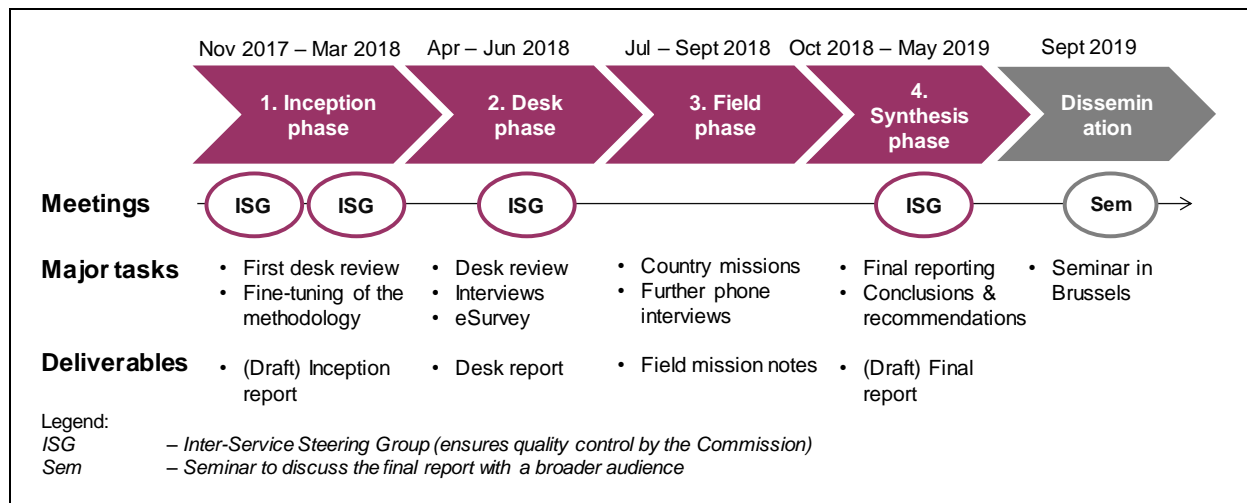 Nov 2017 – Mar 2018
Apr – Jun 2018
Jul – Sept 2018
Oct 2018 – May 2019
Sept 2019
1. Inception
phase
2. Desk
phase
3. Field
phase
4.
Synthesis
phase
Dissemin
ation
Meetings
ISG
ISG
ISG
ISG
Sem
Major tasks
• First desk review
• Fine-tuning of the
methodology
• Desk review
• Interviews
• eSurvey
• Country missions
• Further phone
interviews
• Final reporting
• Conclusions &
recommendations
• Seminar in
Brussels
Deliverables
• (Draft) Inception
report
• Desk report
• Field mission notes
• (Draft) Final
report
Legend:
ISG – Inter-Service Steering Group (ensures quality control by the Commission)
Sem – Seminar to discuss the final report with a broader audience